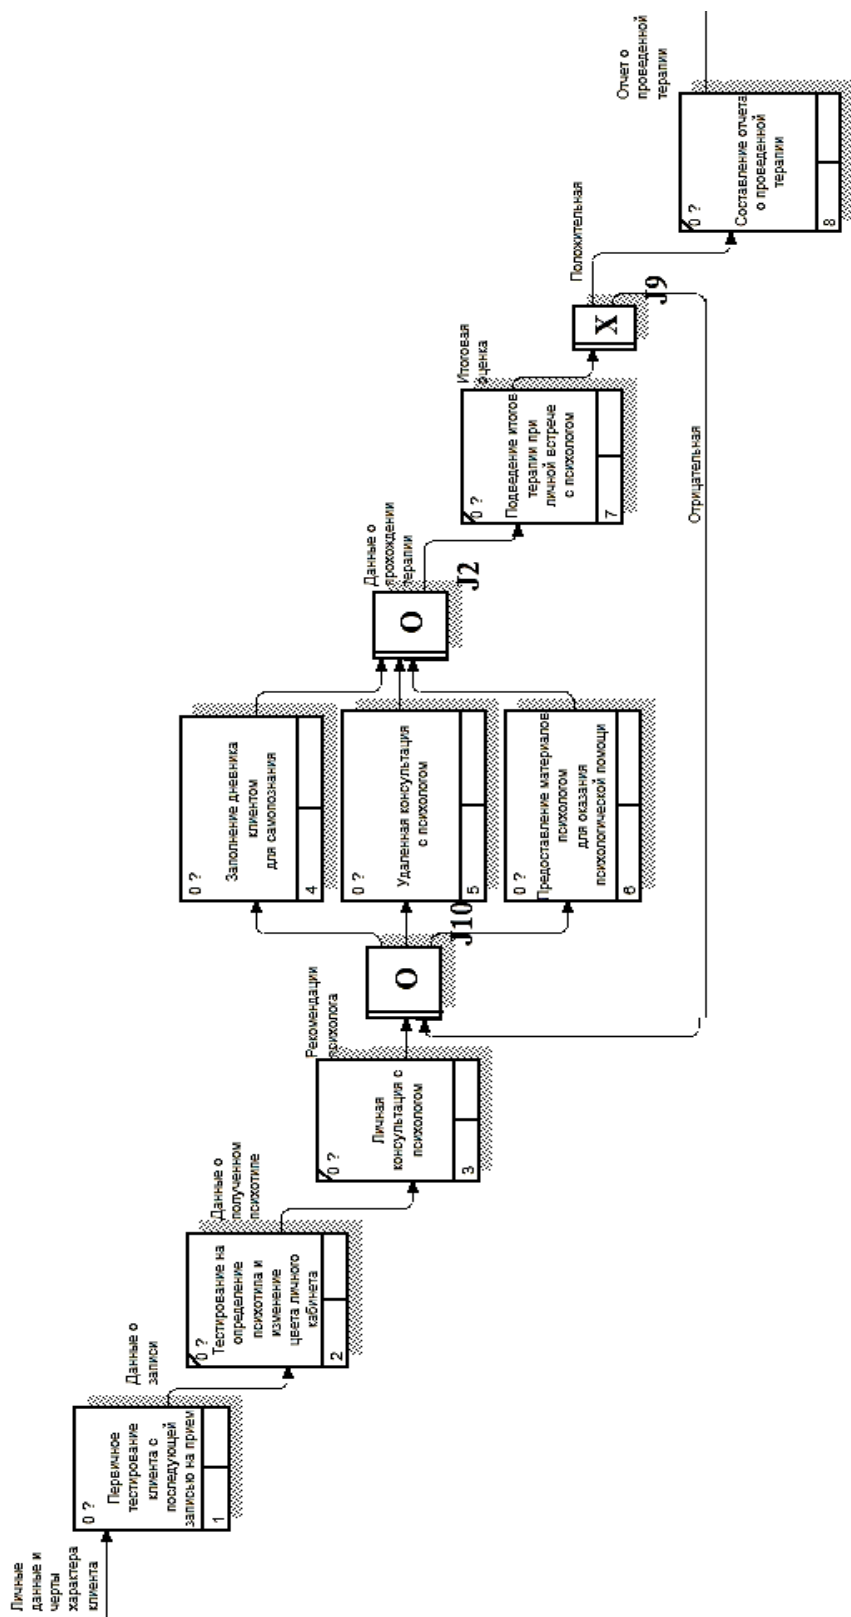 Личные
данные и
черты
характера
клиента
0 ?
Первичное
тестирование
клиента с
последующей
записью на прием
1
Данные о
записи
0 ?
Тестирование на
определение
психотипа и
изменение
цвета личного
кабинета
2
Данные о
полученном
психотипе
0 ?
Личная
консультация с
психологом
3
Рекомендации
психолога
O
J10
0 ?
Заполнение дневника
клиентом
для самопознания
4
0 ?
Удаленная консультация
с психологом
5
0 ?
Предоставление материалов
психологом
для оказания
психологической помощи
6
O
J2
Данные о
прохождении
терапии
0 ?
Подведение итогов
терапии при
личной встрече
с психологом
7
Итоговая
оценка
X
J9
Положительная
Отрицательная
0 ?
Составление отчета
о проведенной
терапии
8
Отчет о
проведенной
терапии